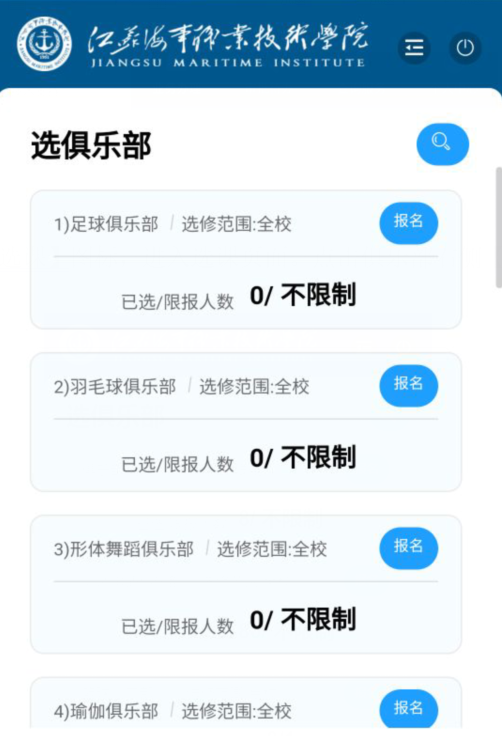 江苏海事职业技术学院
JIANGSU MARITIME INSTITUTE
选俱乐部
1)足球俱乐部 / 选修范围:全校 报名
已选/限报人数 0/ 不限制
2)羽毛球俱乐部 / 选修范围:全校 报名
已选/限报人数 0/ 不限制
3)形体舞蹈俱乐部 / 选修范围:全校 报名
已选/限报人数 0/ 不限制
4)瑜伽俱乐部 / 选修范围:全校 报名